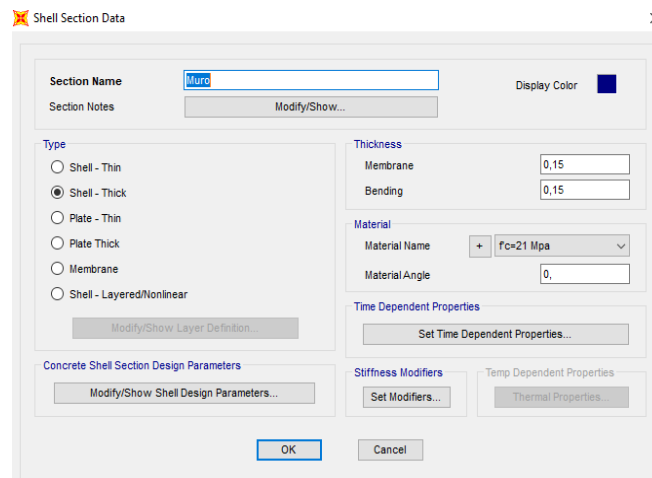 Shell Section Data
Section Name
Muro
Display Color
Section Notes
Modify/Show...
Type
Shell - Thin
Shell - Thick
Plate - Thin
Plate Thick
Membrane
Shell - Layered/Nonlinear
Modify/Show Layer Definition...
Thickness
Membrane
0,15
Bending
0,15
Material
Material Name
+
f'c=21 Mpa
Material Angle
0,
Time Dependent Properties
Set Time Dependent Properties...
Concrete Shell Section Design Parameters
Modify/Show Shell Design Parameters...
Stiffness Modifiers
Set Modifiers...
Temp Dependent Properties
Thermal Properties...
OK
Cancel